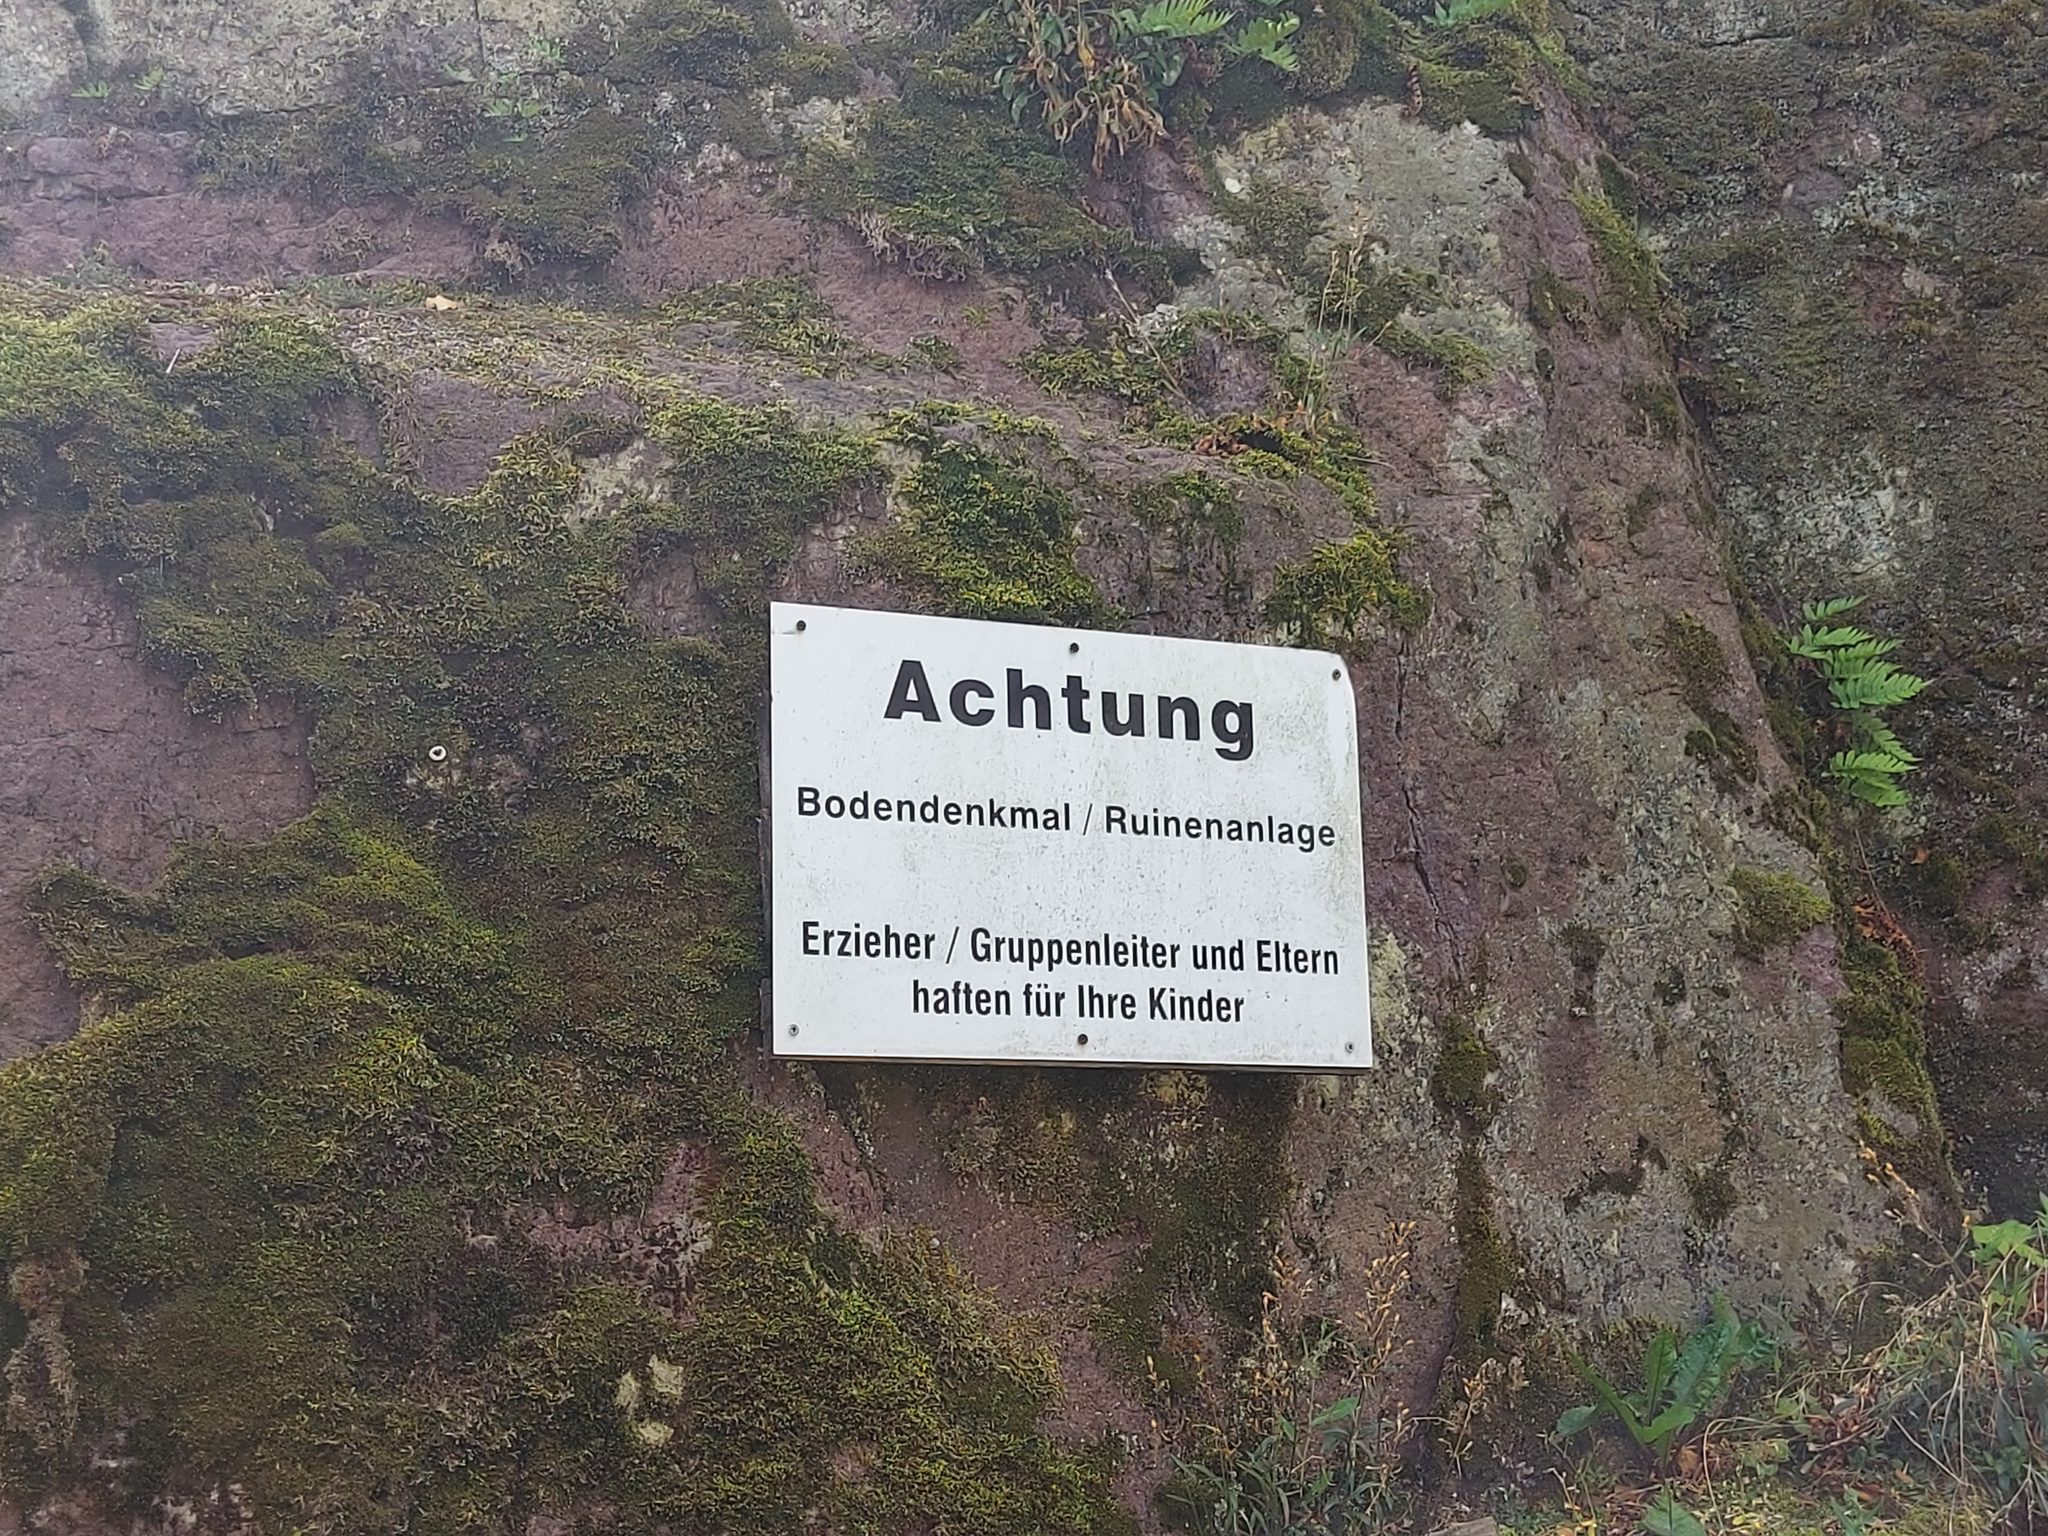 Achtung
Bodendenkmal / Ruinenanlage
Erzieher / Gruppenleiter und Eltern
haften für Ihre Kinder